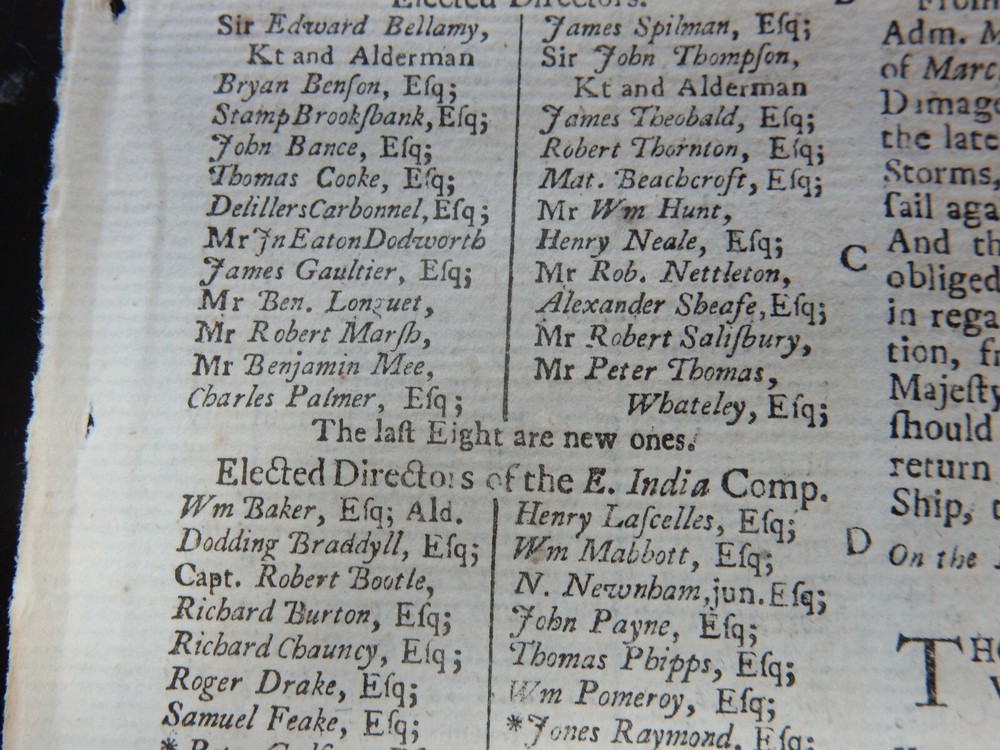 Elected Directors.
Sir Edward Bellamy,
Kt and Alderman
Bryan Benſon, Eſq;
Stamp Brookſbank, Eſq;
John Bance, Eſq;
Thomas Cooke, Eſq;
Delillers Carbonnel, Eſq;
Mr Jn Eaton Dodworth
James Gaultier, Eſq;
Mr Ben. Longuet,
Mr Robert Marſh,
Mr Benjamin Mee,
Charles Palmer, Eſq;
James Spilman, Eſq;
Sir John Thompſon,
Kt and Alderman
James Theobald, Eſq;
Robert Thornton, Eſq;
Mat. Beachcroft, Eſq;
Mr Wm Hunt,
Henry Neale, Eſq;
Mr Rob. Nettleton,
Alexander Sheafe, Eſq;
Mr Robert Saliſbury,
Mr Peter Thomas,
Whateley, Eſq;
The laſt Eight are new ones.
Elected Directors of the E. India Comp.
Wm Baker, Eſq; Ald.
Dodding Braddyll, Eſq;
Capt. Robert Bootle,
Richard Burton, Eſq;
Richard Chauncy, Eſq;
Roger Drake, Eſq;
Samuel Feake, Eſq;
Henry Laſcelles, Eſq;
Wm Mabbott, Eſq;
N. Newnham, jun. Eſq;
John Payne, Eſq;
Thomas Phipps, Eſq;
Wm Pomeroy, Eſq;
*Jones Raymond, Eſq;
From
Adm. M
of Marc
Damag
the late
Storms,
ſail aga
And th
C
obliged
in rega
tion, fr
Majeſty
ſhould
return
Ship, t
D
On the
THO